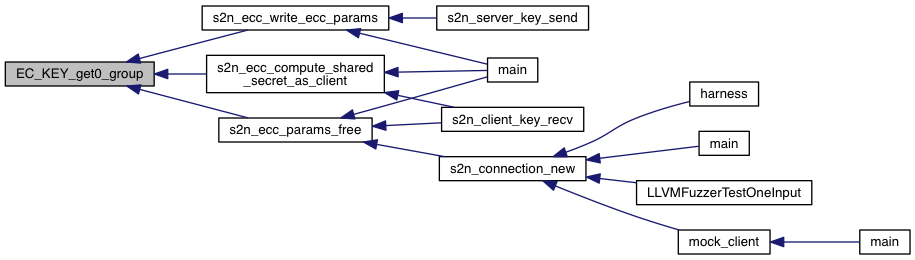 EC_KEY_get0_group
s2n_ecc_write_ecc_params
s2n_server_key_send
s2n_ecc_compute_shared
_secret_as_client
main
s2n_client_key_recv
s2n_ecc_params_free
s2n_connection_new
harness
main
LLVMFuzzerTestOneInput
mock_client
main